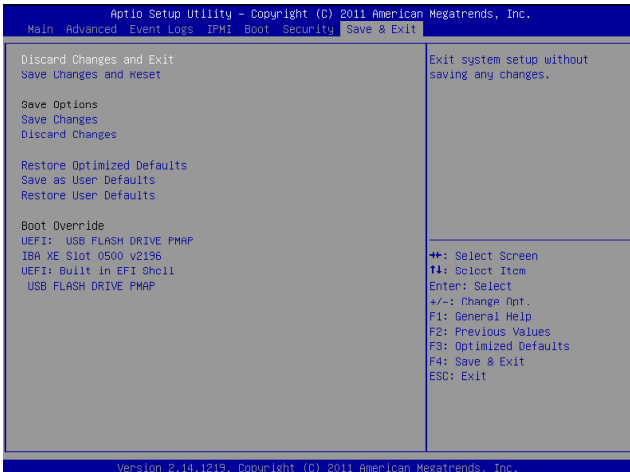 Aptio Setup Utility – Copyright (C) 2011 American Megatrends, Inc.
Main Advanced Event Logs IPMI Boot Security Save & Exit
Discard Changes and Exit
Save Changes and Reset
Save Options
Save Changes
Discard Changes
Restore Optimized Defaults
Save as User Defaults
Restore User Defaults
Boot Override
UEFI: USB FLASH DRIVE PMAP
IBA XE Slot 0500 v2196
UEFI: Built in EFI Shell
USB FLASH DRIVE PMAP
Exit system setup without
saving any changes.
→←: Select Screen
↑↓: Select Item
Enter: Select
+/-: Change Opt.
F1: General Help
F2: Previous Values
F3: Optimized Defaults
F4: Save & Exit
ESC: Exit
Version 2.14.1219. Copyright (C) 2011 American Megatrends, Inc.